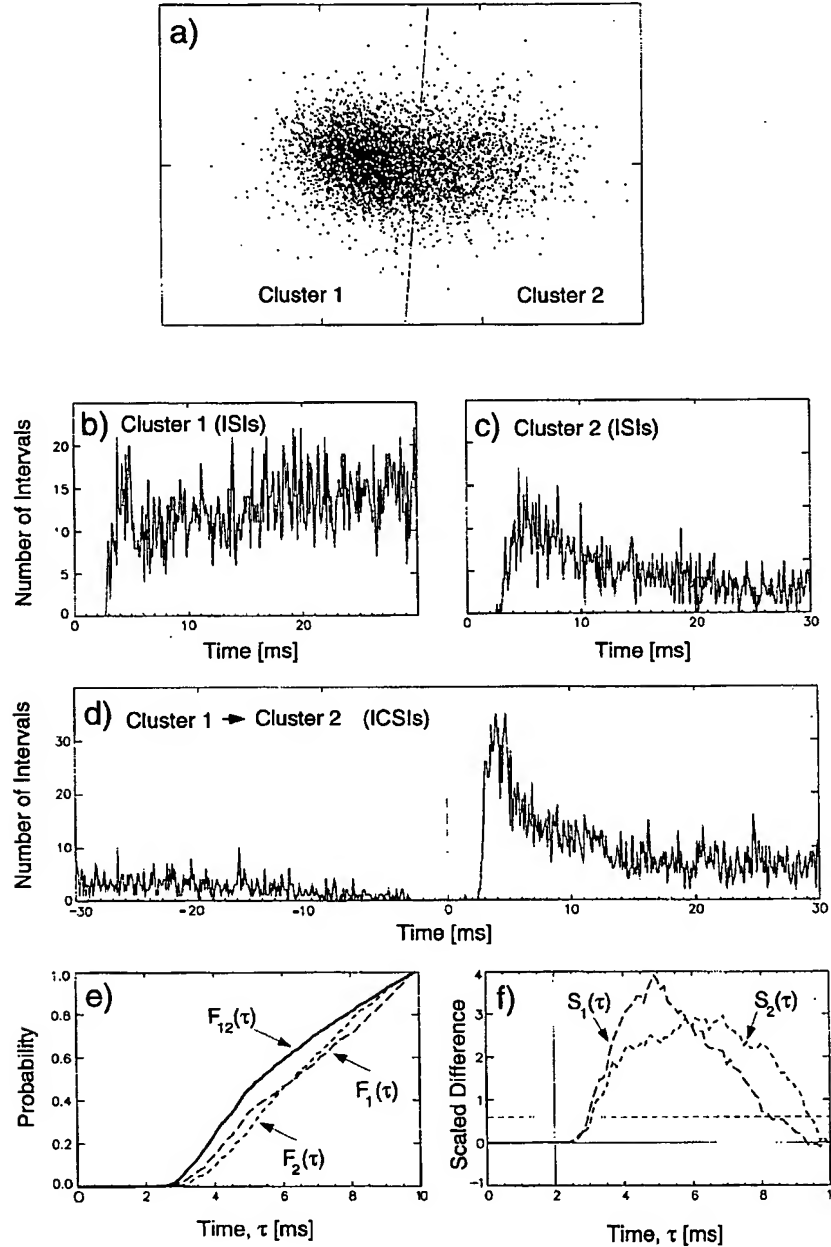 a)
Cluster 1
Cluster 2
b) Cluster 1 (ISIs)
Number of Intervals
20
15
10
5
0
0
20
Time [ms]
c) Cluster 2 (ISIs)
0
10
20
30
Time [ms]
d) Cluster 1 → Cluster 2 (ICSIs)
Number of Intervals
30
20
10
0
-30
-20
-10
0
10
20
30
Time [ms]
e)
Probability
1.0
0.8
0.6
0.4
0.2
0.0
F12(τ)
F1(τ)
F2(τ)
0
2
4
6
8
10
Time, τ [ms]
f)
Scaled Difference
4
3
2
1
0
-1
S1(τ)
S2(τ)
0
2
4
6
8
1
Time, τ [ms]